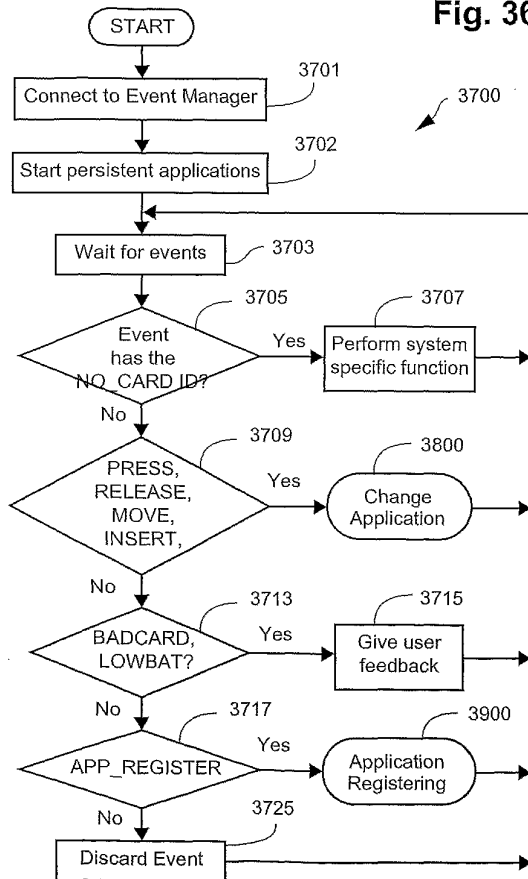 Fig. 36
START
3701
Connect to Event Manager
3700
3702
Start persistent applications
Wait for events
3703
3705
3707
Event
has the
NO_CARD ID?
Yes
Perform system
specific function
No
3709
3800
PRESS,
RELEASE,
MOVE,
INSERT,
Yes
Change
Application
No
3713
3715
BADCARD,
LOWBAT?
Yes
Give user
feedback
No
3717
3900
APP_REGISTER
Yes
Application
Registering
No
3725
Discard Event